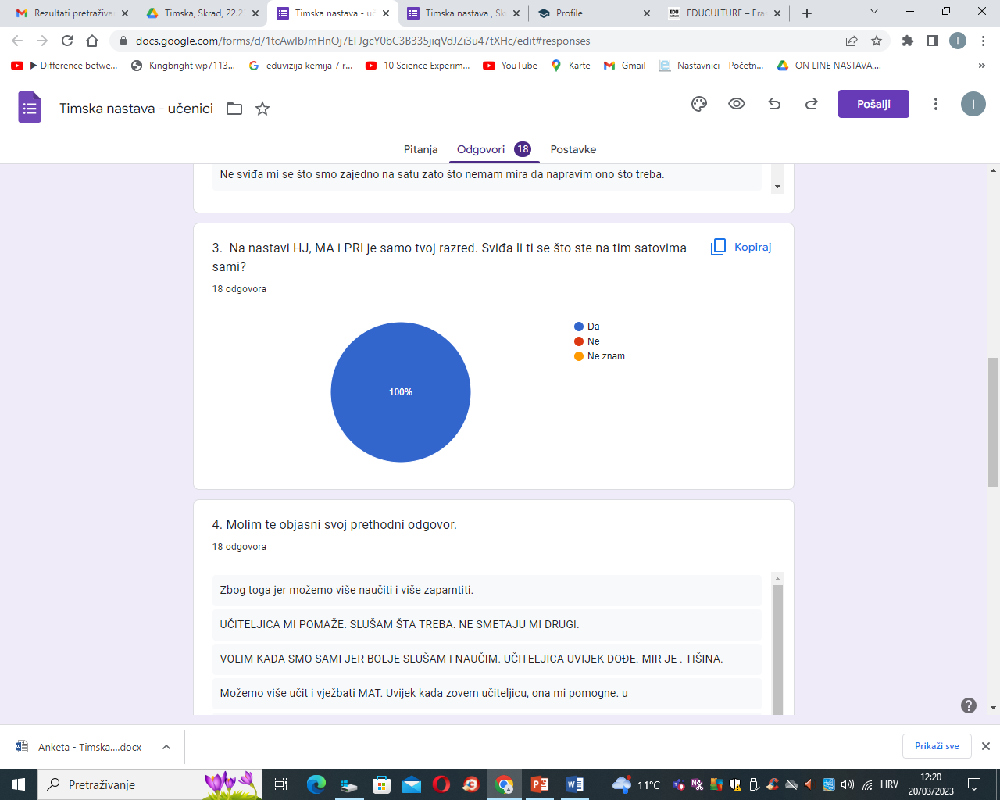 Rezultati pretraživa
Timska, Skrad, 22.2
Timska nastava - uč
Timska nastava , Sk
Profile
EDU
CULT
URE
EDUCULTURE – Era
docs.google.com/forms/d/1tcAwIbJmHnOj7EFJgcY0bC3B335jiqVdJZi3u47tXHc/edit#responses
I
Difference betwe...
Kingbright wp7113...
eduvizija kemija 7 r...
10 Science Experim...
YouTube
Karte
Gmail
Nastavnici - Početn...
ON LINE NASTAVA,...
»
Timska nastava - učenici
Pošalji
I
Pitanja
Odgovori 18
Postavke
Ne sviđa mi se što smo zajedno na satu zato što nemam mira da napravim ono što treba.
3. Na nastavi HJ, MA i PRI je samo tvoj razred. Sviđa li ti se što ste na tim satovima
sami?
Kopiraj
18 odgovora
Da
Ne
Ne znam
100%
4. Molim te objasni svoj prethodni odgovor.
18 odgovora
Zbog toga jer možemo više naučiti i više zapamtiti.
UČITELJICA MI POMAŽE. SLUŠAM ŠTA TREBA. NE SMETAJU MI DRUGI.
VOLIM KADA SMO SAMI JER BOLJE SLUŠAM I NAUČIM. UČITELJICA UVIJEK DOĐE. MIR JE . TIŠINA.
Možemo više učit i vježbati MAT. Uvijek kada zovem učiteljicu, ona mi pomogne. u
Anketa - Timska....docx
Prikaži sve
Pretraživanje
11°C
HRV
12:20
20/03/2023